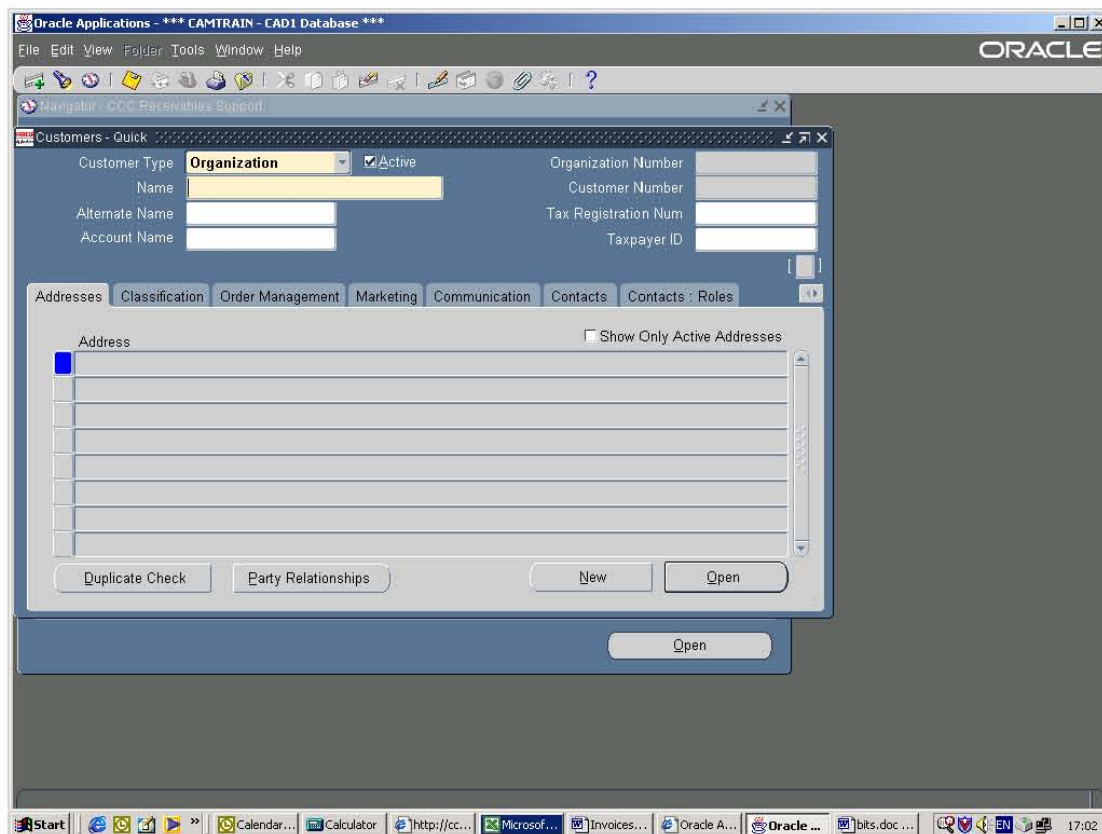 Oracle Applications - *** CAMTRAIN - CAD1 Database ***
File Edit View Folder Tools Window Help
ORACLE
Navigator - COC Receivables Support
Customers - Quick
Customer Type Organization Active Organization Number
Name Customer Number
Alternate Name Tax Registration Num
Account Name Taxpayer ID
[ ]
Addresses Classification Order Management Marketing Communication Contacts Contacts : Roles
Address Show Only Active Addresses
Duplicate Check Party Relationships New Open
Open
Start » Calendar... Calculator http://cc... Microsof... Invoices... Oracle A... Oracle ... bits.doc ... EN 17:02